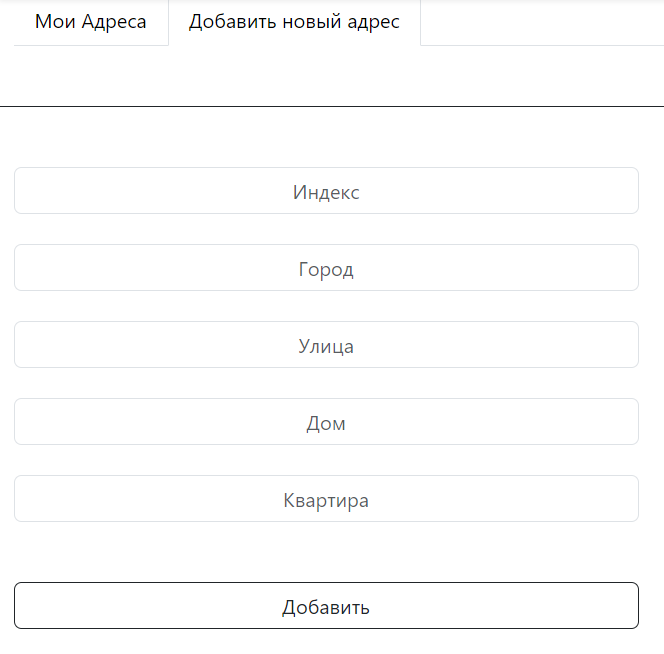 Мои Адреса Добавить новый адрес
Индекс
Город
Улица
Дом
Квартира
Добавить